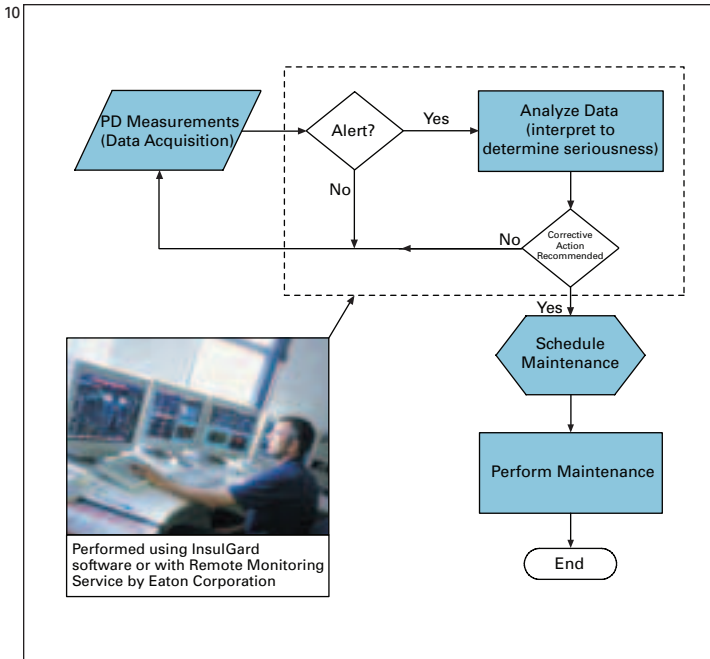 10
PD Measurements
(Data Acquisition)
Alert?
Yes
Analyze Data
(interpret to
determine seriousness)
No
No
Corrective
Action
Recommended
Yes
Schedule
Maintenance
Perform Maintenance
End
Performed using InsulGard
software or with Remote Monitoring
Service by Eaton Corporation